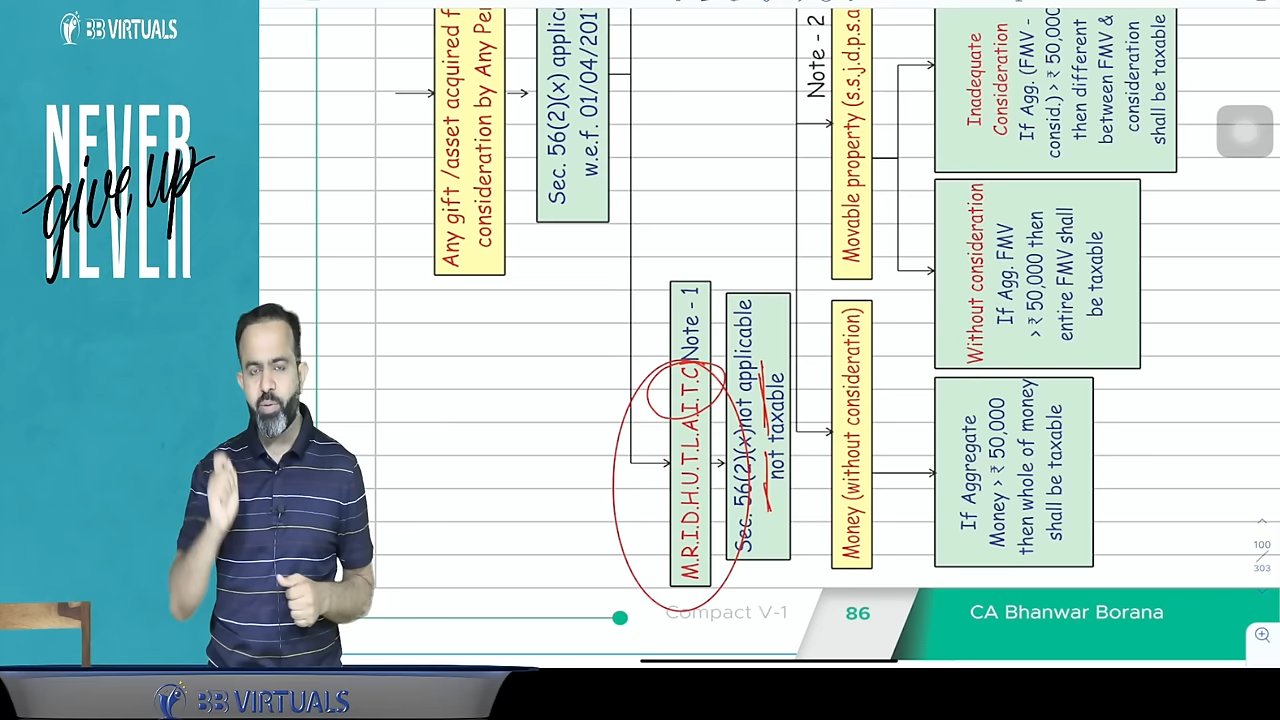 BB VIRTUALS
NEVER
give up
NEVER
Any gift /asset acquired
consideration by Any
Sec. 56(2)(x)
w.e.f. 01/04/201
M.R.I.D.H.U.T.L.A.I.T.C Note - 1
Sec. 56(2)(x) not applicable
not taxable
Note - 2
Money (without consideration)
Movable property (s.s.j.d.p.s.a
If Aggregate
Money > ₹ 50,000
then whole of money
shall be taxable
Without consideration
If Agg. FMV
> ₹ 50,000 then
entire FMV shall
be taxable
Inadequate
Consideration
If Agg. (FMV -
consid.) > ₹ 50,000
then different
between FMV &
consideration
shall be taxable
100
303
Compact V-1
86
CA Bhanwar Borana
BB VIRTUALS